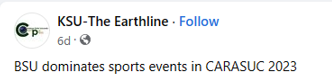 KSU-The Earthline · Follow
6d ·
BSU dominates sports events in CARASUC 2023